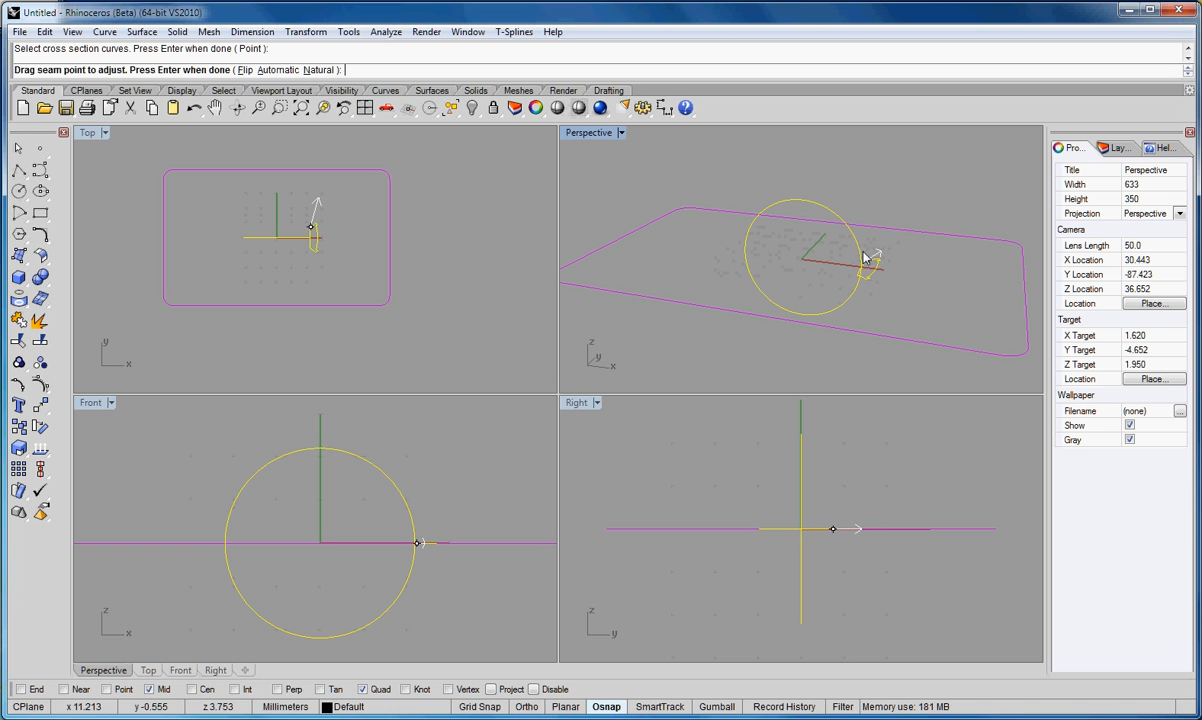 Untitled - Rhinoceros (Beta) (64-bit VS2010)
File Edit View Curve Surface Solid Mesh Dimension Transform Tools Analyze Render Window T-Splines Help
Select cross section curves. Press Enter when done ( Point ):
Drag seam point to adjust. Press Enter when done ( Flip Automatic Natural ):
Standard CPlanes Set View Display Select Viewport Layout Visibility Curves Surfaces Solids Meshes Render Drafting
Top
Perspective
Pro... Lay... Hel...
Title Perspective
Width 633
Height 350
Projection Perspective
Camera
Lens Length 50.0
X Location 30.443
Y Location -87.423
Z Location 36.652
Location Place...
Target
X Target 1.620
Y Target -4.652
Z Target 1.950
Location Place...
Wallpaper
Filename (none) ...
Show
Gray
y
x
z
y
x
Front
Right
z
x
z
y
Perspective Top Front Right
End Near Point Mid Cen Int Perp Tan Quad Knot Vertex Project Disable
CPlane x 11.213 y -0.555 z 3.753 Millimeters Default Grid Snap Ortho Planar Osnap SmartTrack Gumball Record History Filter Memory use: 181 MB